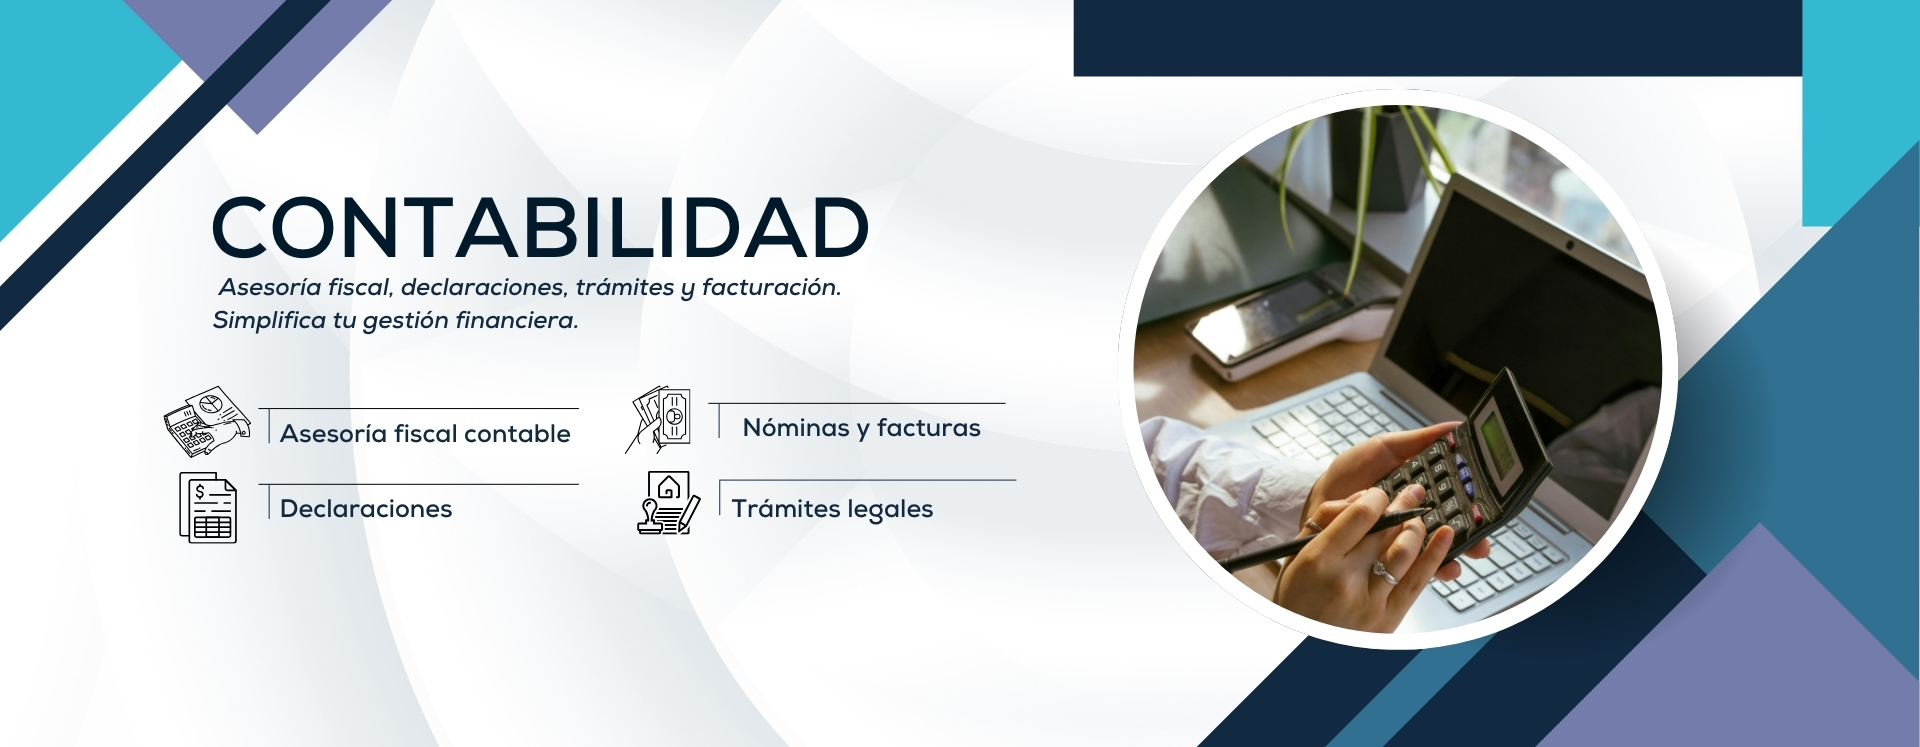 CONTABILIDAD
Asesoría fiscal, declaraciones, trámites y facturación.
Simplifica tu gestión financiera.
Asesoría fiscal contable
Nóminas y facturas
$
Declaraciones
Trámites legales